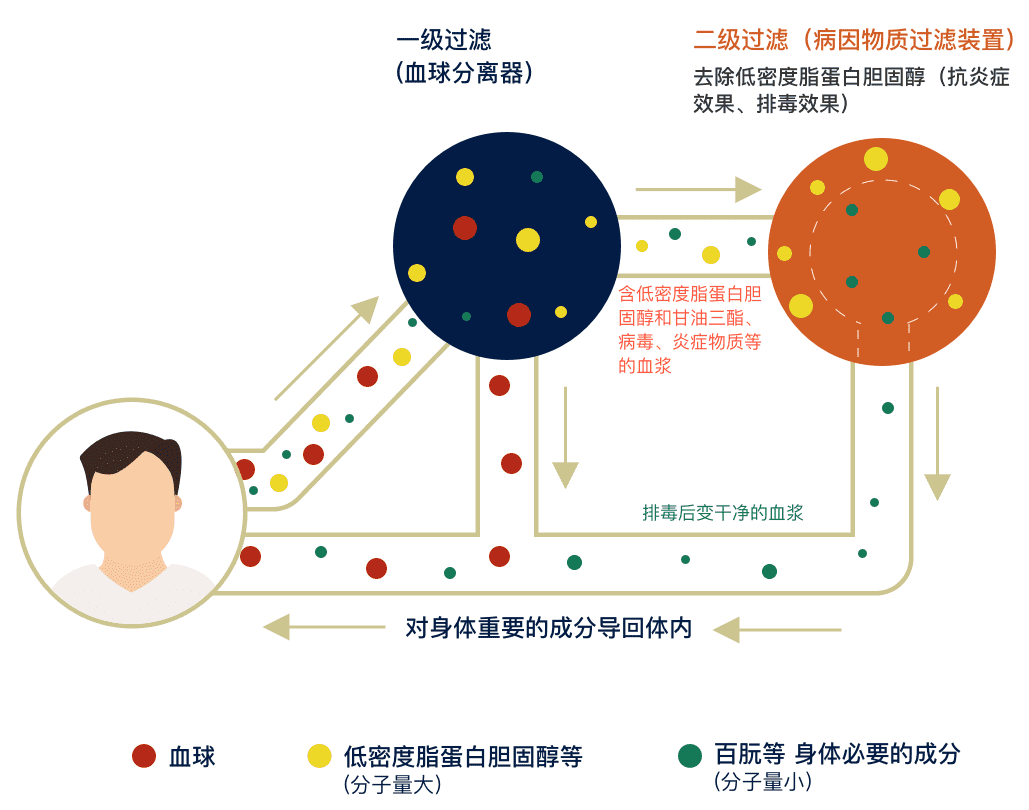 一级过滤
(血球分离器)
二级过滤（病因物质过滤装置）
去除低密度脂蛋白胆固醇（抗炎症
效果、排毒效果）
含低密度脂蛋白胆
固醇和甘油三酯、
病毒、炎症物质等
的血浆
排毒后变干净的血浆
对身体重要的成分导回体内
血球
低密度脂蛋白胆固醇等
(分子量大)
百朊等 身体必要的成分
(分子量小)